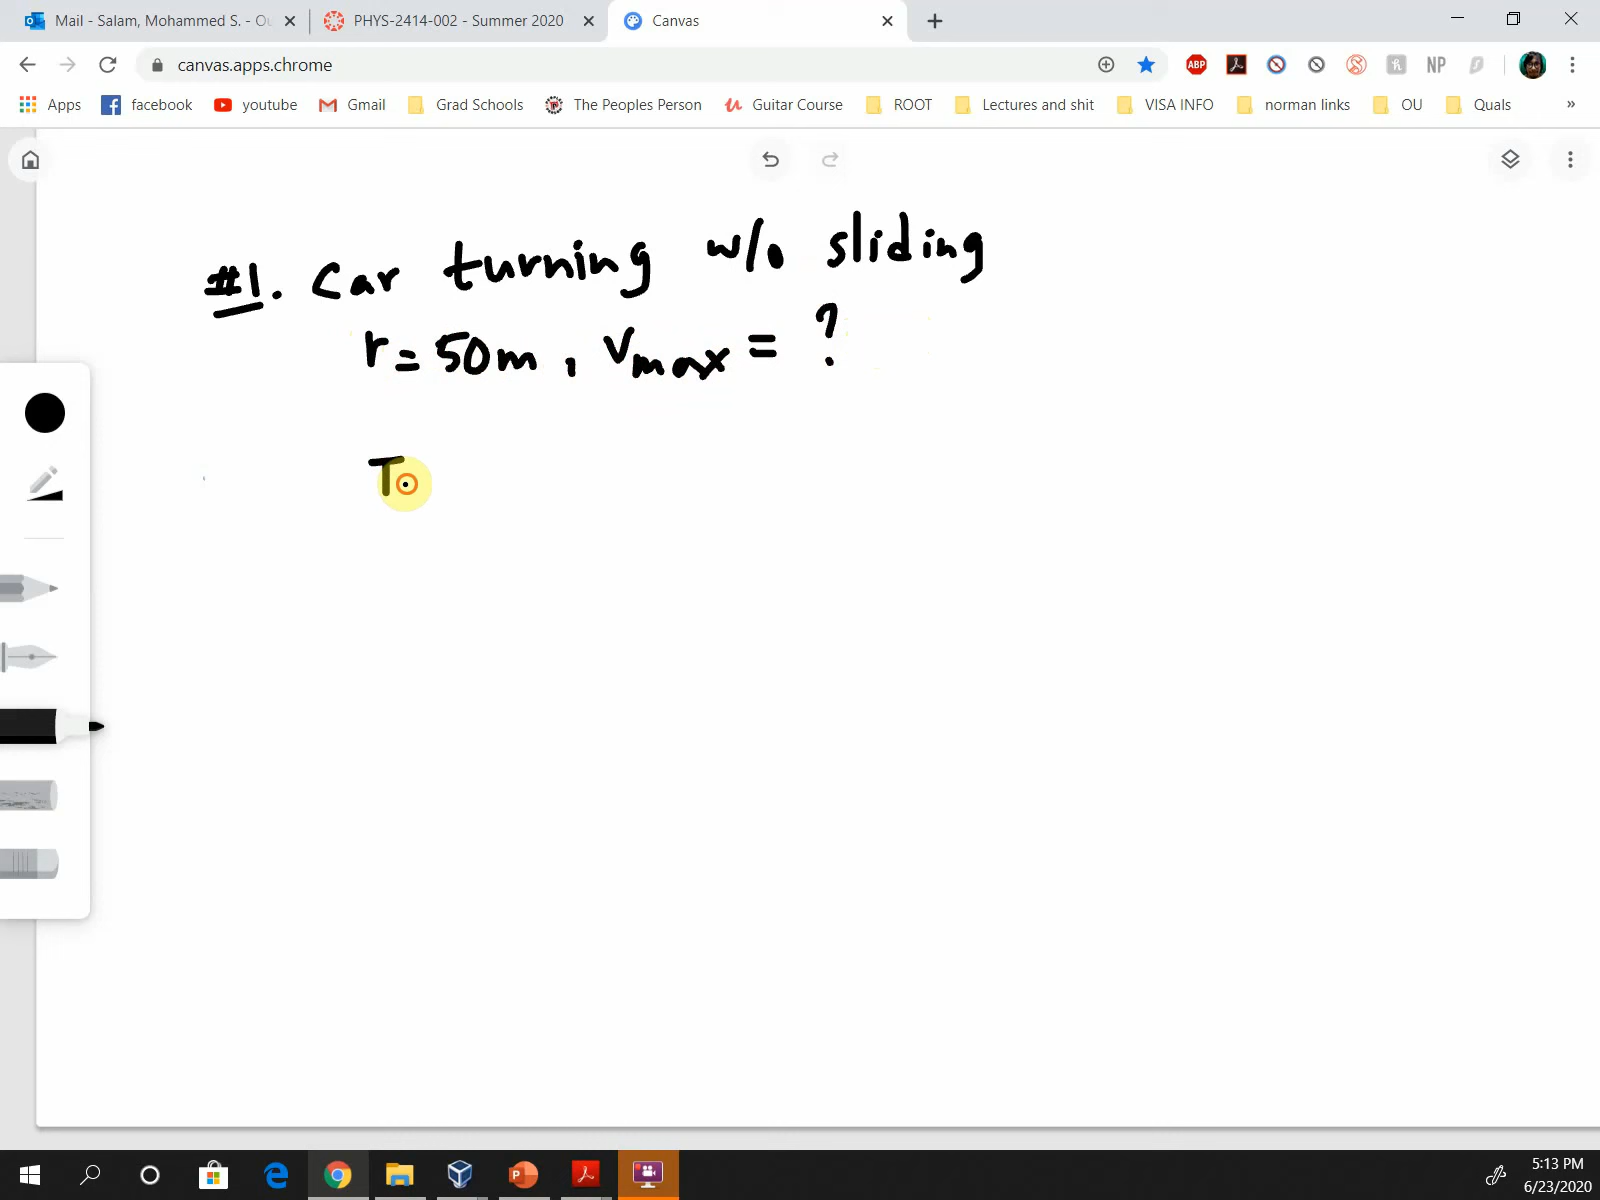 Mail - Salam, Mohammed S. - Ou
PHYS-2414-002 - Summer 2020
Canvas
canvas.apps.chrome
ABP
NP
Apps
facebook
youtube
Gmail
Grad Schools
The Peoples Person
Guitar Course
ROOT
Lectures and shit
VISA INFO
norman links
OU
Quals
»
#1. Car turning w/o sliding
r = 50m, vmax = ?
T
5:13 PM
6/23/2020